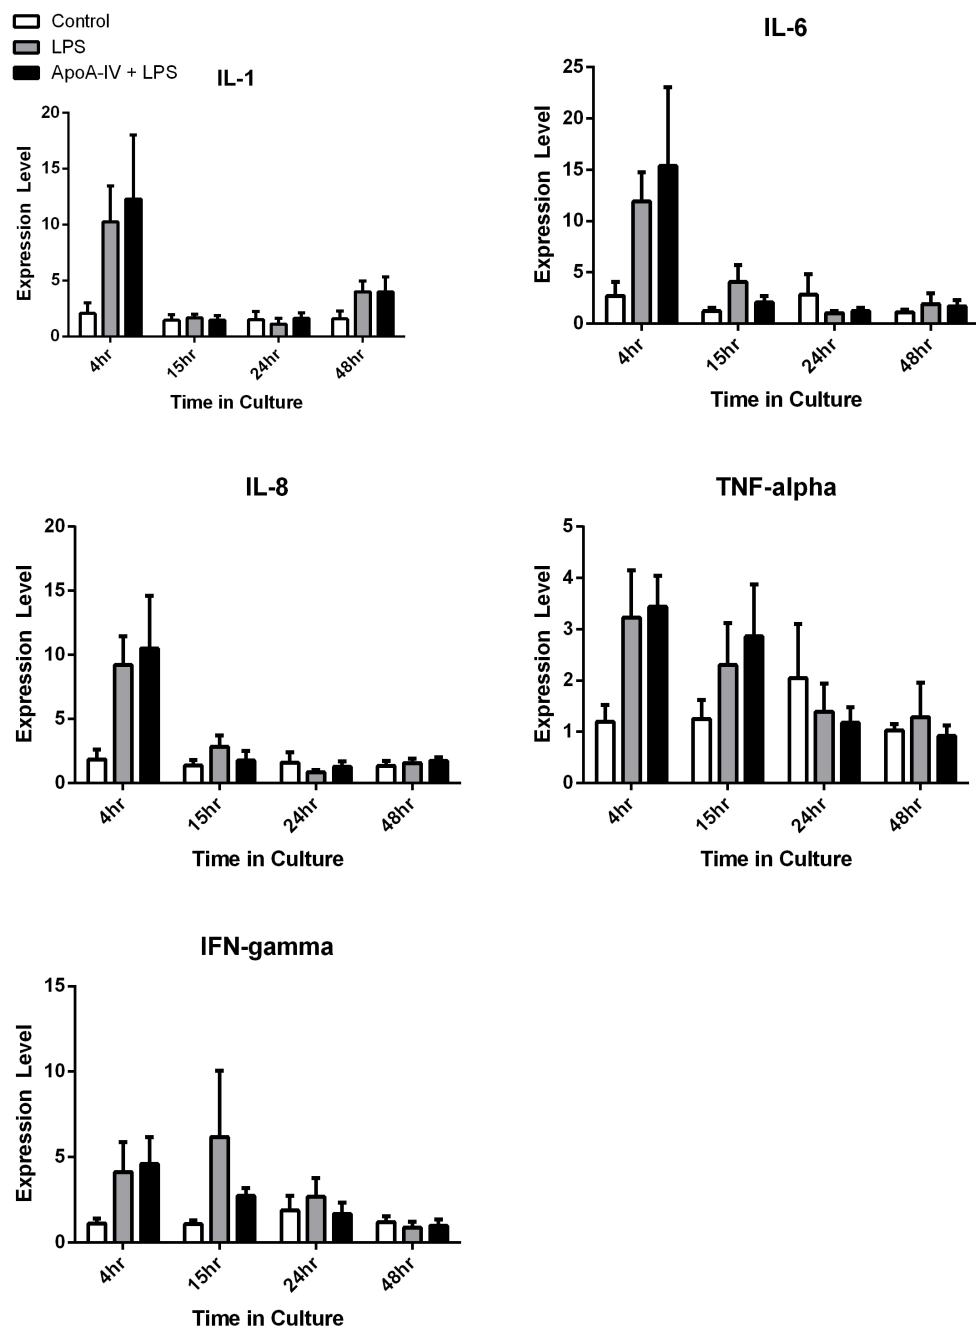 Control
LPS
ApoA-IV + LPS
IL-1
Expression Level
20
15
10
5
0
4hr
15hr
24hr
48hr
Time in Culture
IL-6
Expression Level
25
20
15
10
5
0
4hr
15hr
24hr
48hr
Time in Culture
IL-8
Expression Level
20
15
10
5
0
4hr
15hr
24hr
48hr
Time in Culture
TNF-alpha
Expression Level
5
4
3
2
1
0
4hr
15hr
24hr
48hr
Time in Culture
IFN-gamma
Expression Level
15
10
5
0
4hr
15hr
24hr
48hr
Time in Culture